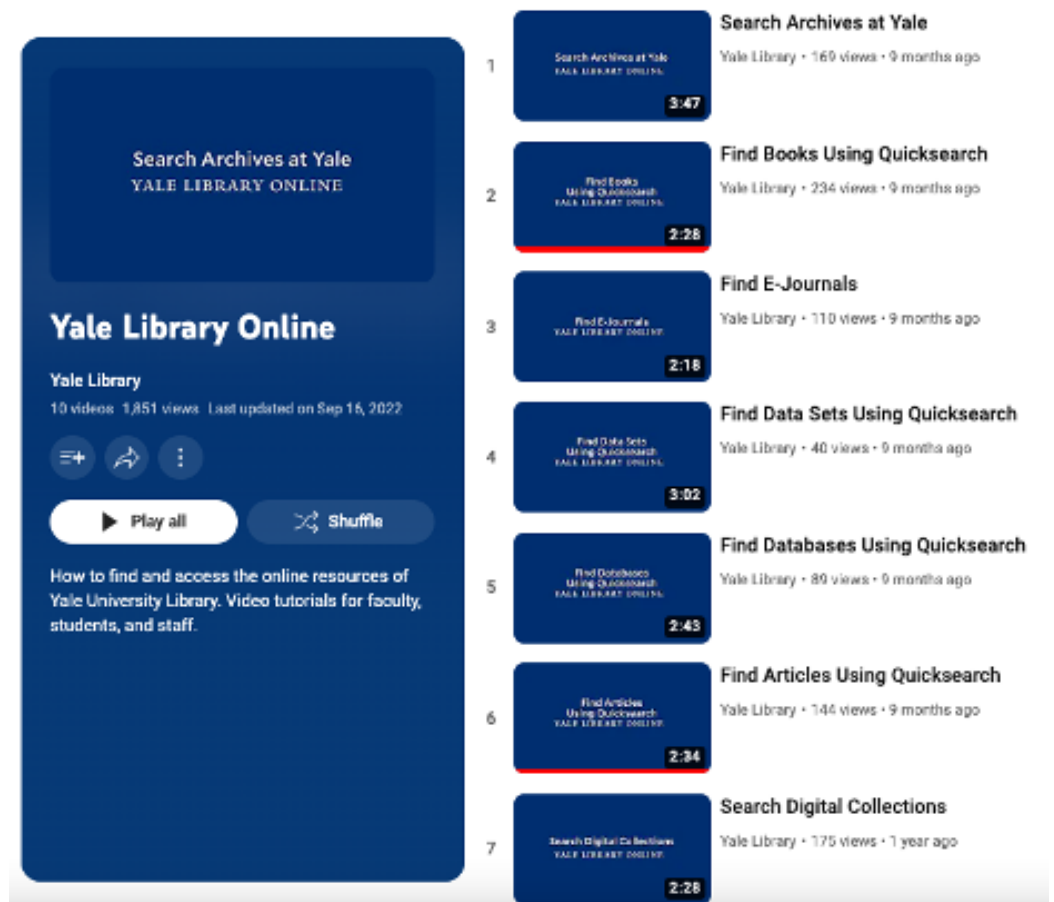 Search Archives at Yale
YALE LIBRARY ONLINE
Yale Library Online
Yale Library
10 videos 1,851 views Last updated on Sep 16, 2022
Play all
Shuffle
How to find and access the online resources of
Yale University Library. Video tutorials for faculty,
students, and staff.
1
Search Archives at Yale
YALE LIBRARY ONLINE
3:47
Search Archives at Yale
Yale Library • 169 views • 9 months ago
2
Find Books
Using Quicksearch
YALE LIBRARY ONLINE
2:28
Find Books Using Quicksearch
Yale Library • 234 views • 9 months ago
3
Find E-Journals
YALE LIBRARY ONLINE
2:18
Find E-Journals
Yale Library • 110 views • 9 months ago
4
Find Data Sets
Using Quicksearch
YALE LIBRARY ONLINE
3:02
Find Data Sets Using Quicksearch
Yale Library • 40 views • 9 months ago
5
Find Databases
Using Quicksearch
YALE LIBRARY ONLINE
2:43
Find Databases Using Quicksearch
Yale Library • 89 views • 9 months ago
6
Find Articles
Using Quicksearch
YALE LIBRARY ONLINE
2:34
Find Articles Using Quicksearch
Yale Library • 144 views • 9 months ago
7
Search Digital Collections
YALE LIBRARY ONLINE
2:28
Search Digital Collections
Yale Library • 175 views • 1 year ago